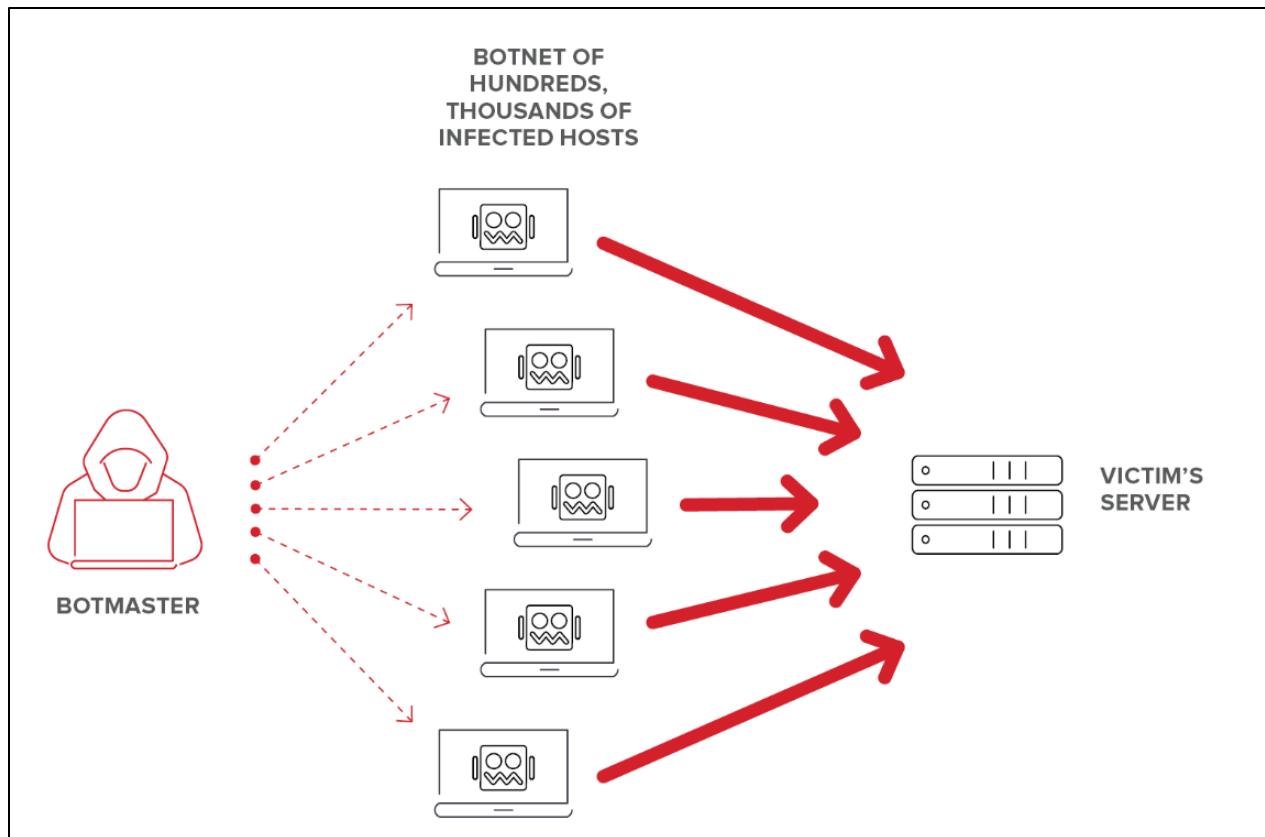 BOTNET OF
HUNDREDS,
THOUSANDS OF
INFECTED HOSTS
VICTIM’S
SERVER
BOTMASTER